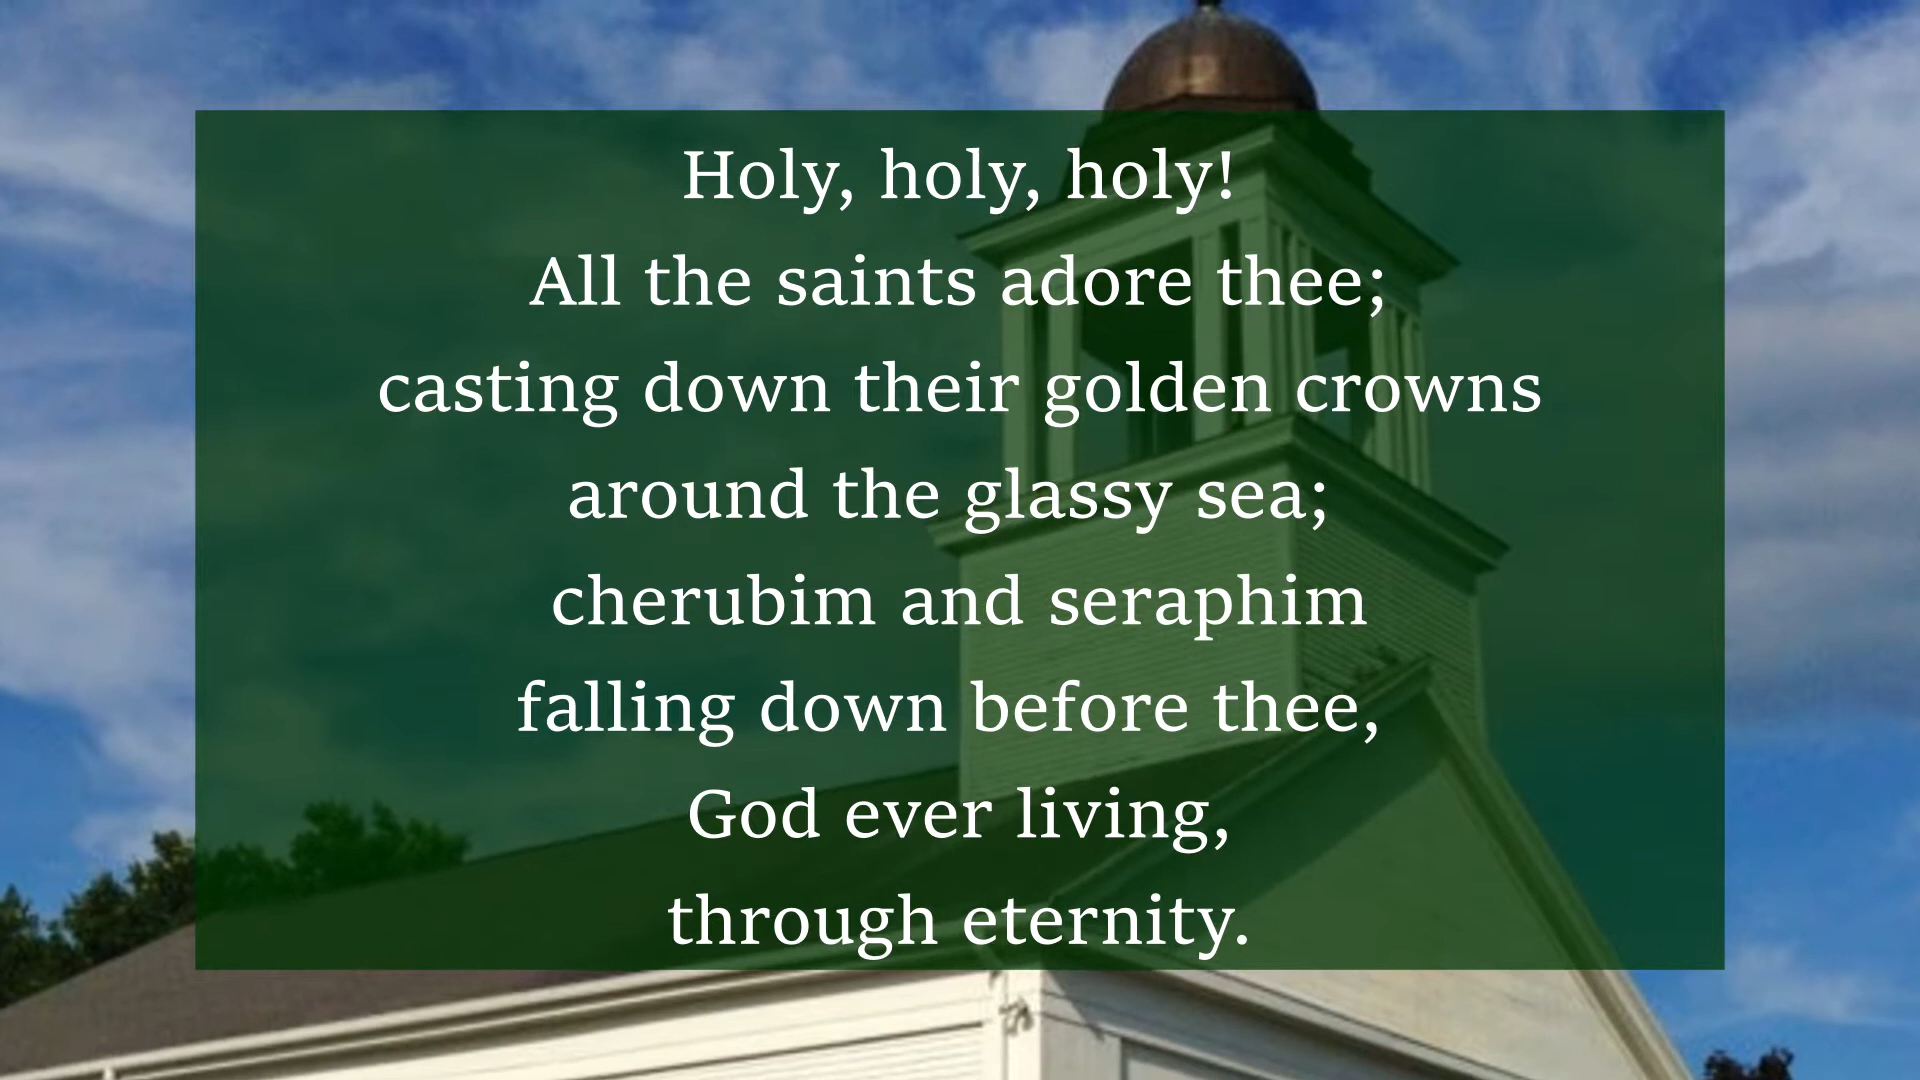 Holy, holy, holy!
All the saints adore thee;
casting down their golden crowns
around the glassy sea;
cherubim and seraphim
falling down before thee,
God ever living,
through eternity.